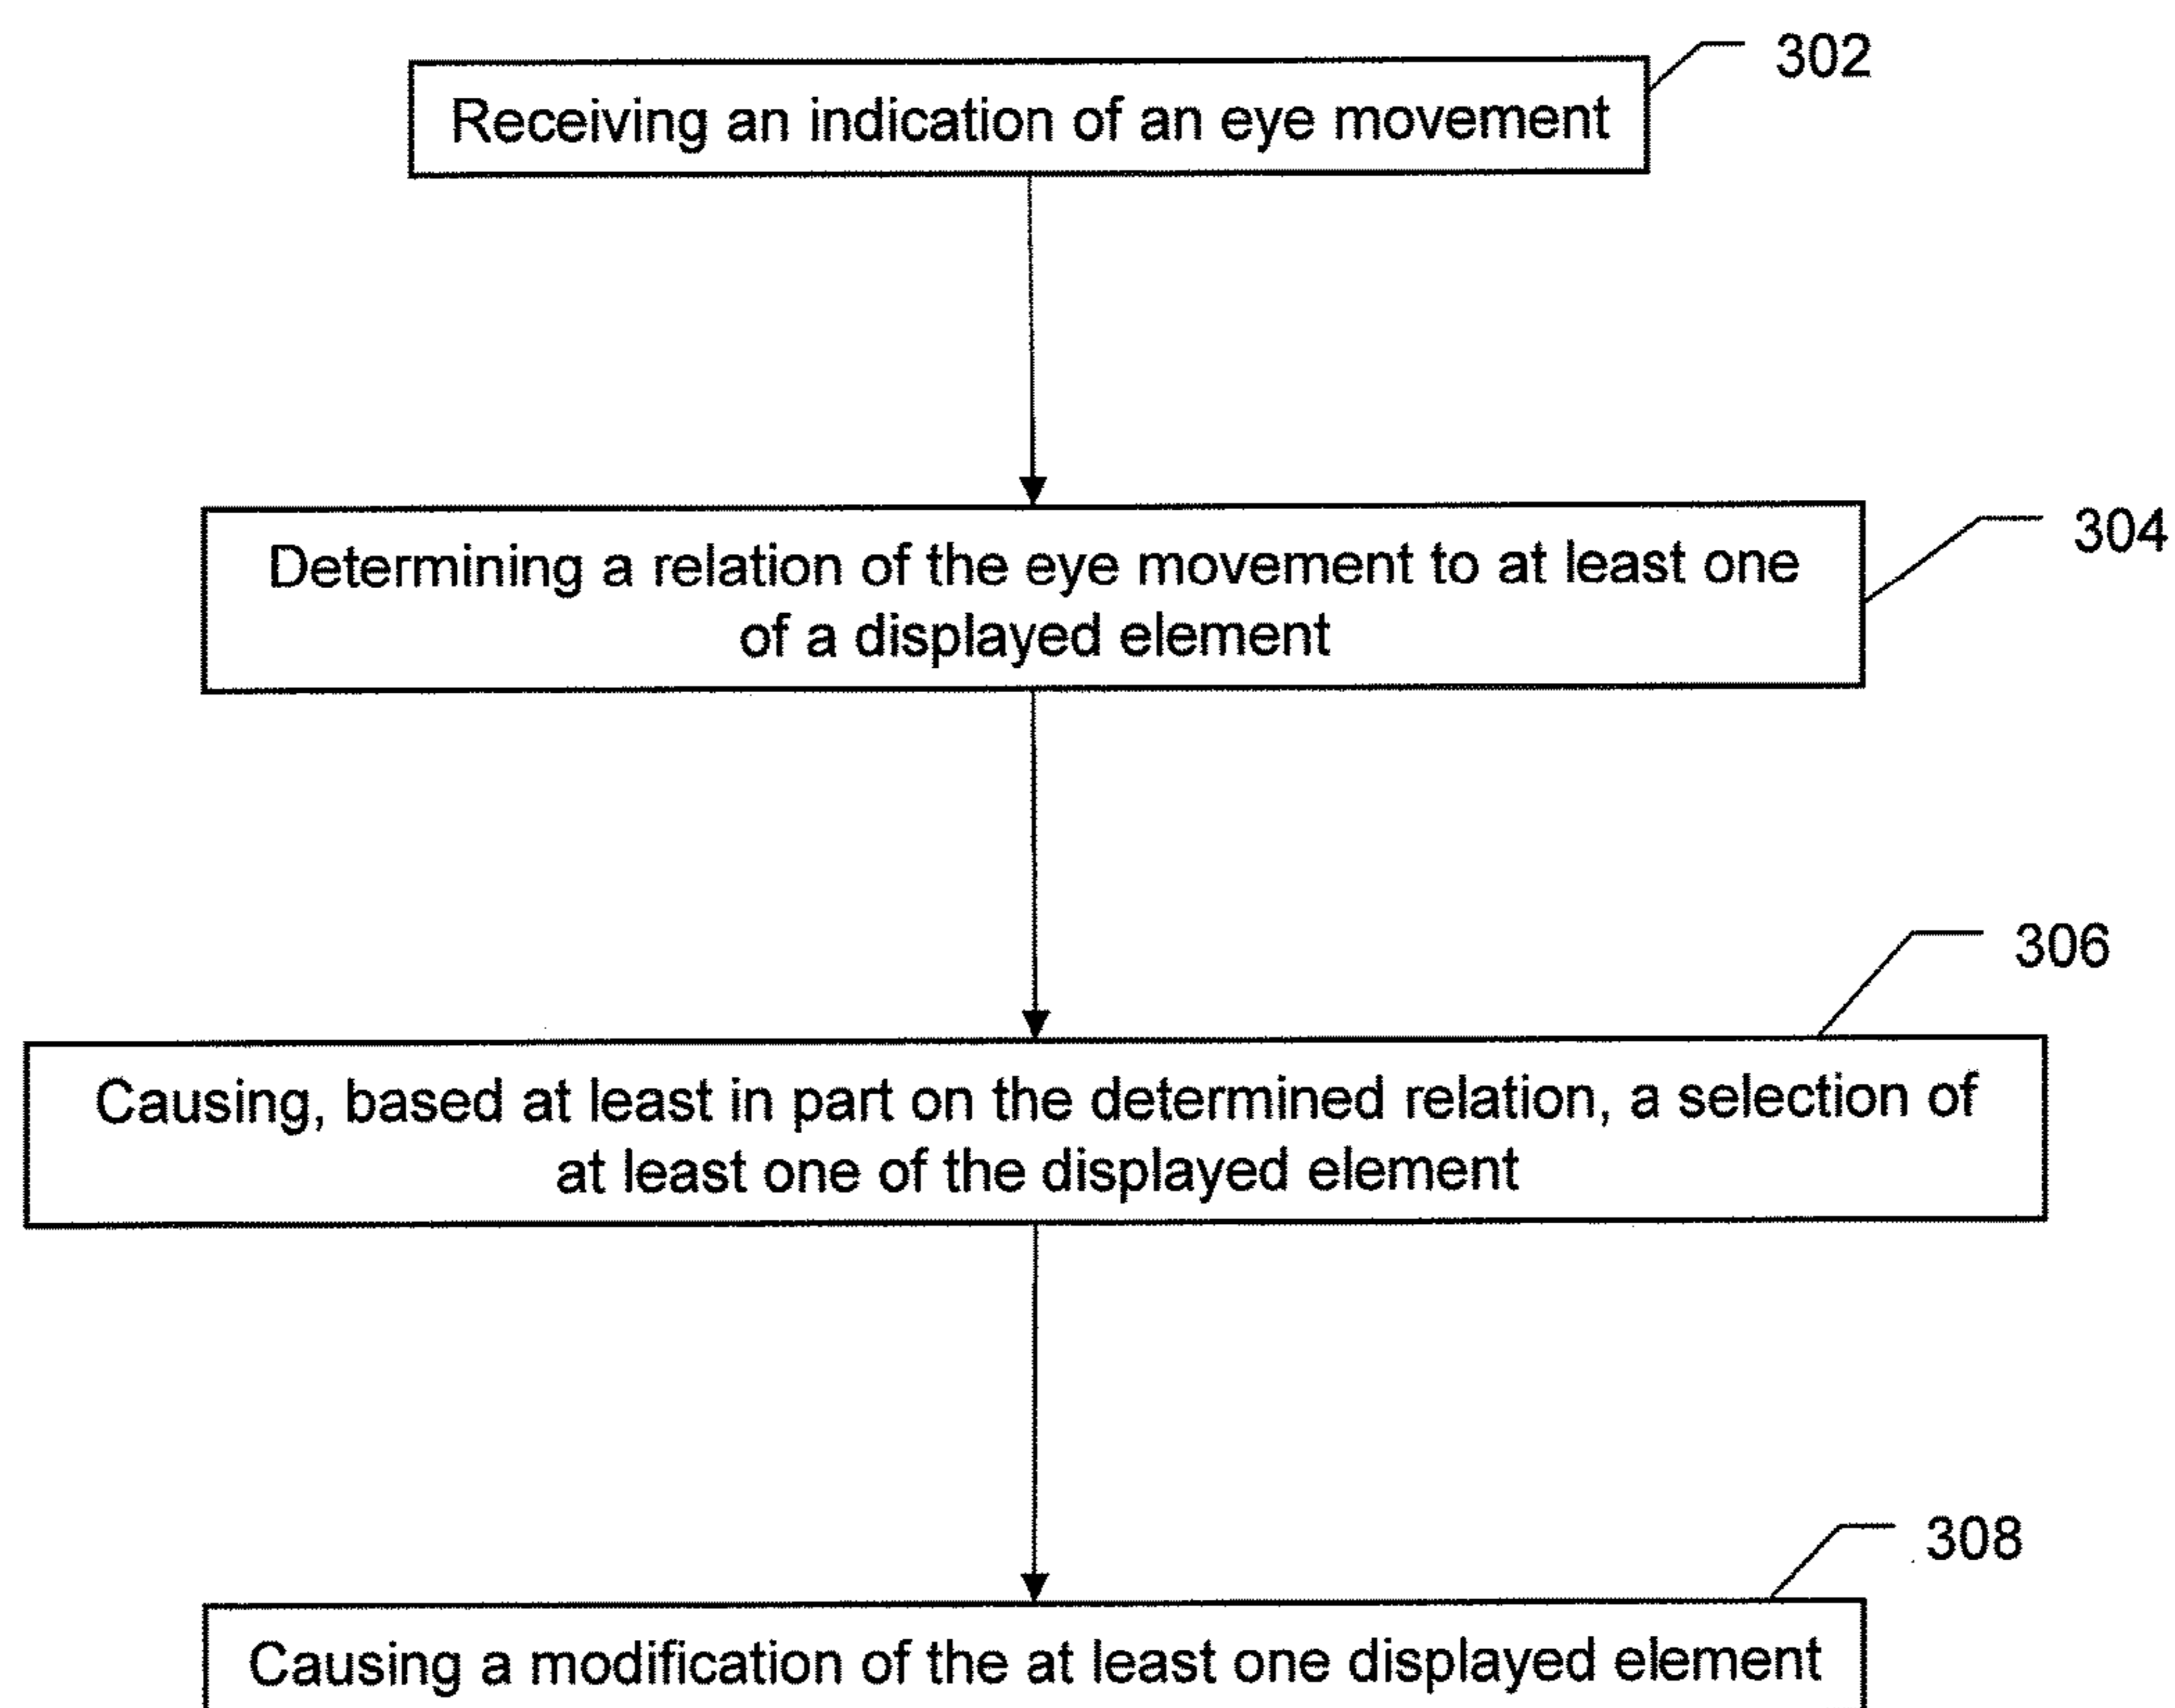 302
Receiving an indication of an eye movement
304
Determining a relation of the eye movement to at least one
of a displayed element
306
Causing, based at least in part on the determined relation, a selection of
at least one of the displayed element
308
Causing a modification of the at least one displayed element